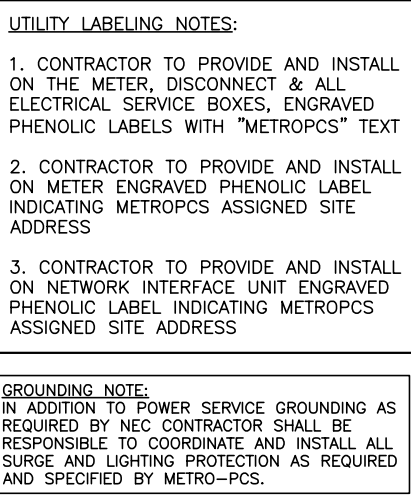 UTILITY LABELING NOTES:
1. CONTRACTOR TO PROVIDE AND INSTALL
ON THE METER, DISCONNECT & ALL
ELECTRICAL SERVICE BOXES, ENGRAVED
PHENOLIC LABELS WITH "METROPCS" TEXT
2. CONTRACTOR TO PROVIDE AND INSTALL
ON METER ENGRAVED PHENOLIC LABEL
INDICATING METROPCS ASSIGNED SITE
ADDRESS
3. CONTRACTOR TO PROVIDE AND INSTALL
ON NETWORK INTERFACE UNIT ENGRAVED
PHENOLIC LABEL INDICATING METROPCS
ASSIGNED SITE ADDRESS
GROUNDING NOTE:
IN ADDITION TO POWER SERVICE GROUNDING AS
REQUIRED BY NEC CONTRACTOR SHALL BE
RESPONSIBLE TO COORDINATE AND INSTALL ALL
SURGE AND LIGHTING PROTECTION AS REQUIRED
AND SPECIFIED BY METRO-PCS.